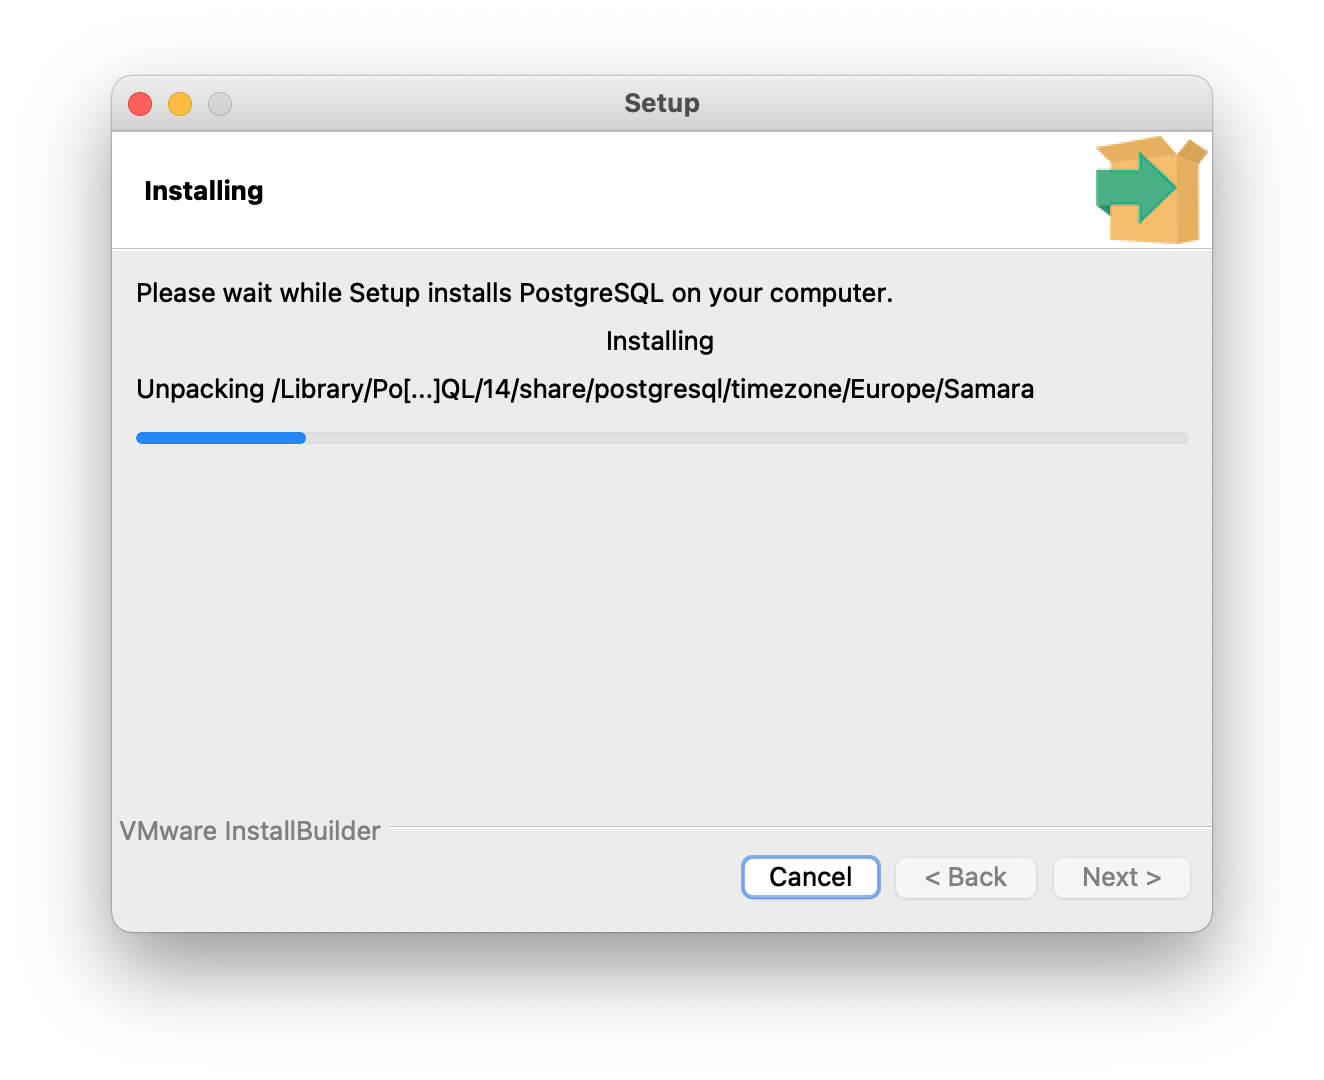 Setup
Installing
Please wait while Setup installs PostgreSQL on your computer.
Installing
Unpacking /Library/Po[...]QL/14/share/postgresql/timezone/Europe/Samara
VMware InstallBuilder
Cancel
< Back
Next >